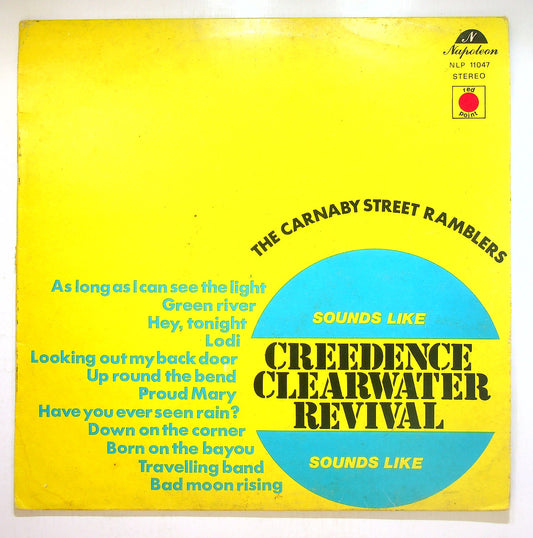 N
Napoleon
NLP 11047
STEREO
red
point
THE CARNABY STREET RAMBLERS
As long as I can see the light
Green river
Hey, tonight
Lodi
Looking out my back door
Up round the bend
Proud Mary
Have you ever seen rain?
Down on the corner
Born on the bayou
Travelling band
Bad moon rising
SOUNDS LIKE
CREEDENCE
CLEARWATER
REVIVAL
SOUNDS LIKE